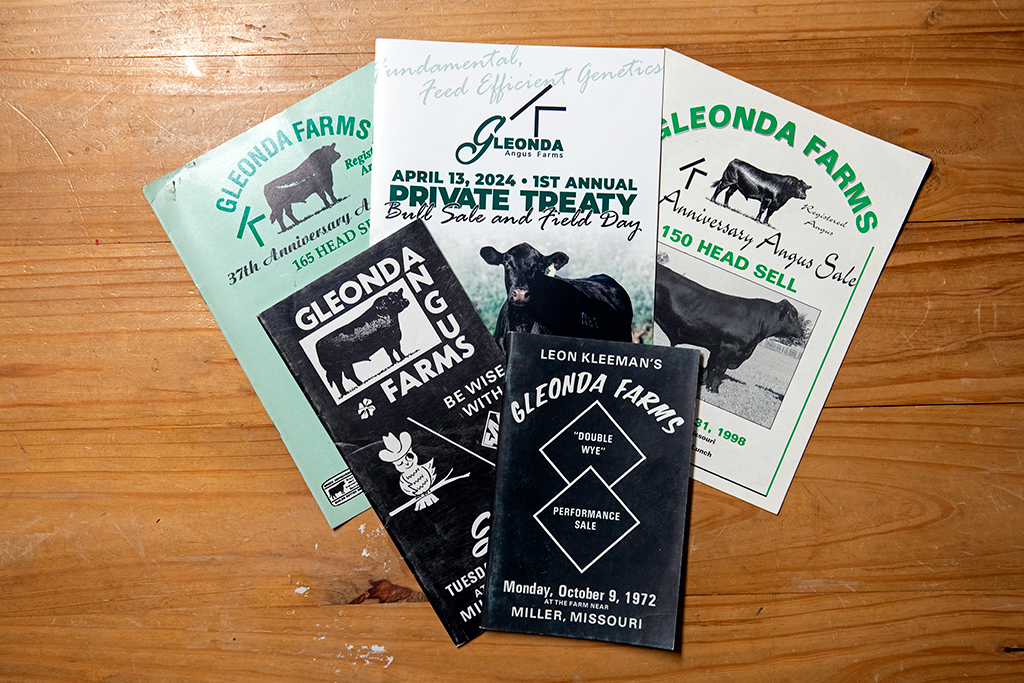 GLEONDA FARMS
37th Anniversary
165 HEAD
Fundamental,
Feed Efficient Genetics
GLEONDA
Angus Farms
APRIL 13, 2024 • 1ST ANNUAL
PRIVATE TREATY
Bull Sale and Field Day
GLEONDA FARMS
Registered
Angus
Anniversary Angus Sale
150 HEAD SELL
31, 1998
GLEONDA
ANGUS
FARMS
BE WISE
WITH
LEON KLEEMAN'S
GLEONDA FARMS
"DOUBLE
WYE"
PERFORMANCE
SALE
Monday, October 9, 1972
AT THE FARM NEAR
MILLER, MISSOURI